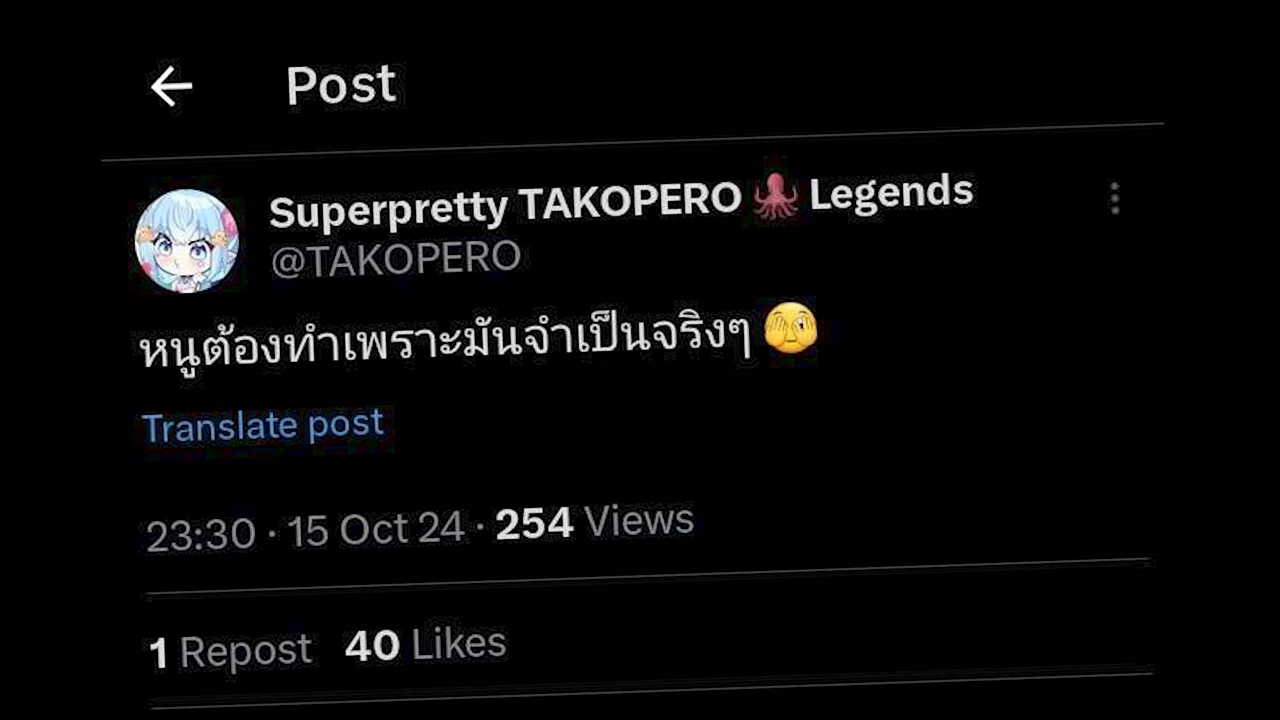 Post
Superpretty TAKOPERO 🐙 Legends
@TAKOPERO
หนูต้องทำเพราะมันจำเป็นจริงๆ 🫣
Translate post
23:30 · 15 Oct 24 · 254 Views
1 Repost 40 Likes